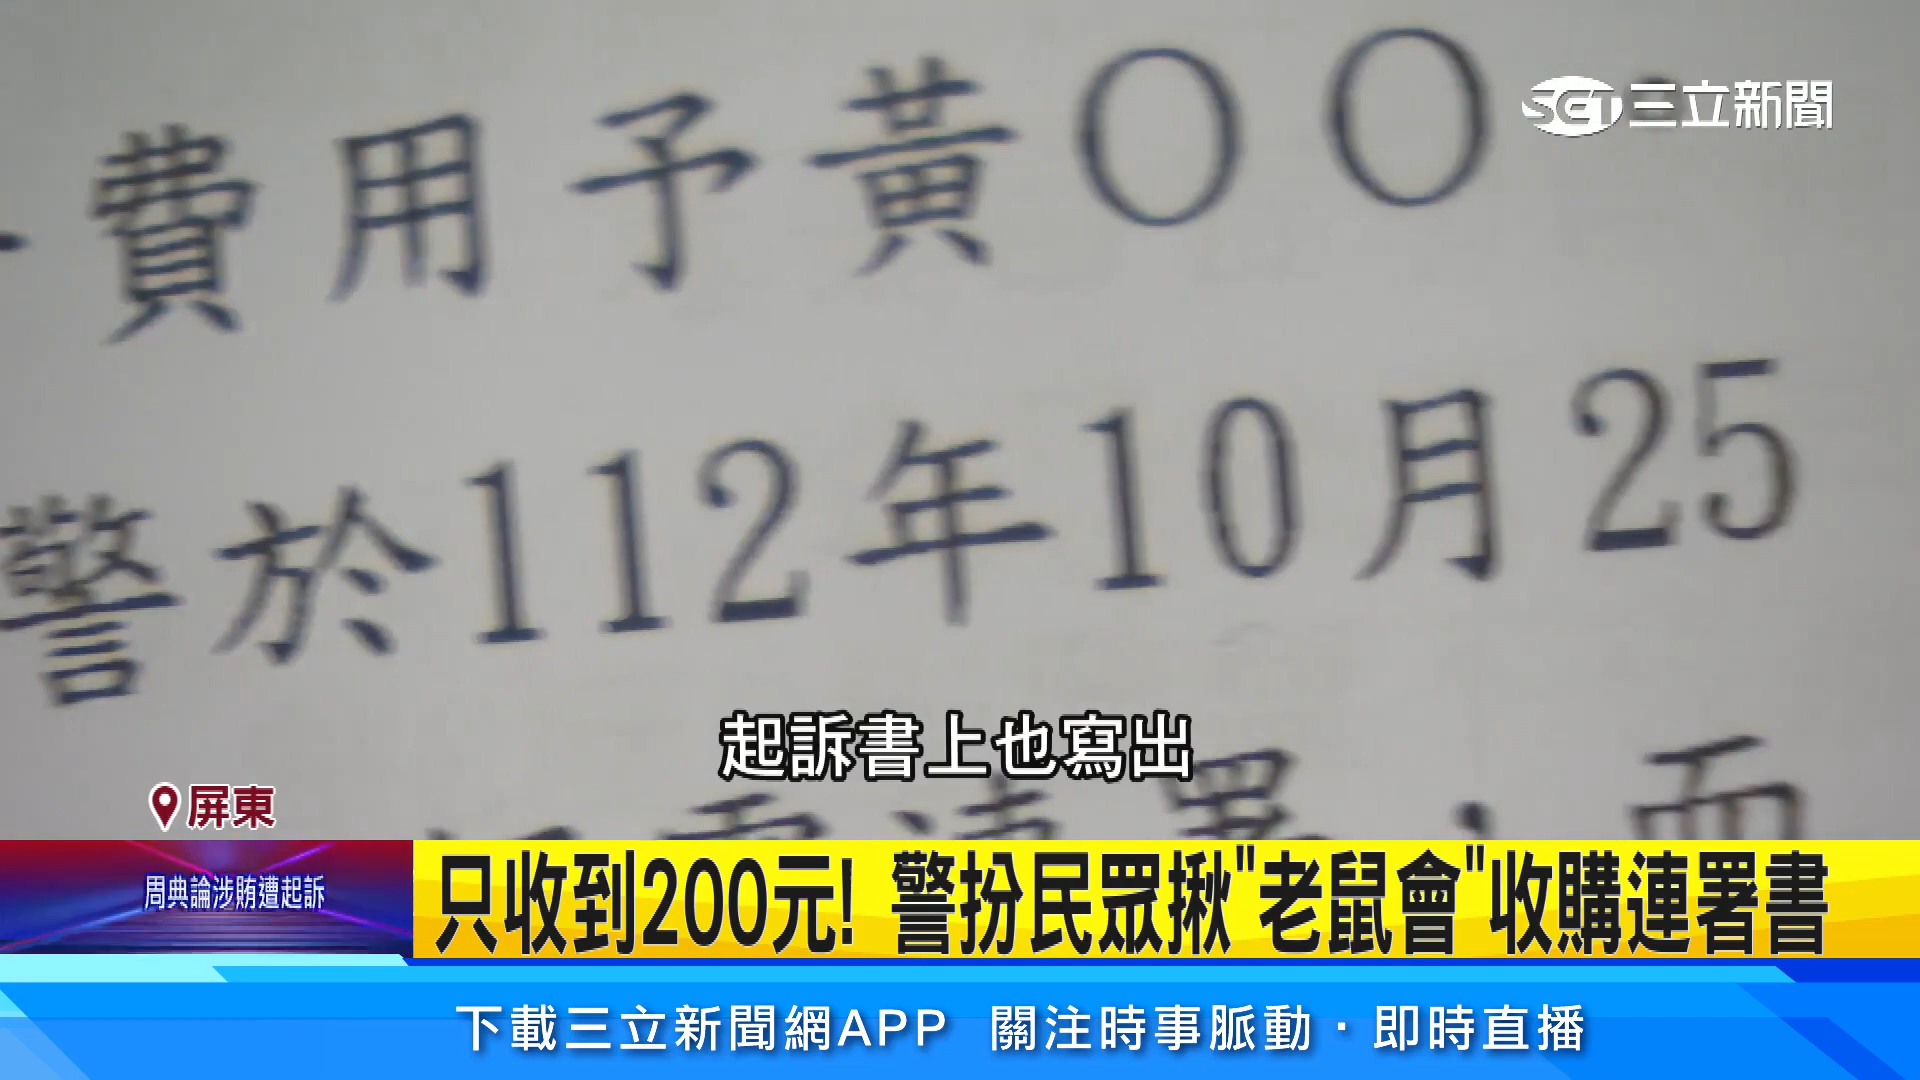 費用予黃〇〇
SET三立新聞
警於112年10月25
起訴書上也寫出
連署，而
屏東
周典論涉賄遭起訴
只收到200元! 警扮民眾揪"老鼠會"收購連署書
下載三立新聞網APP 關注時事脈動・即時直播